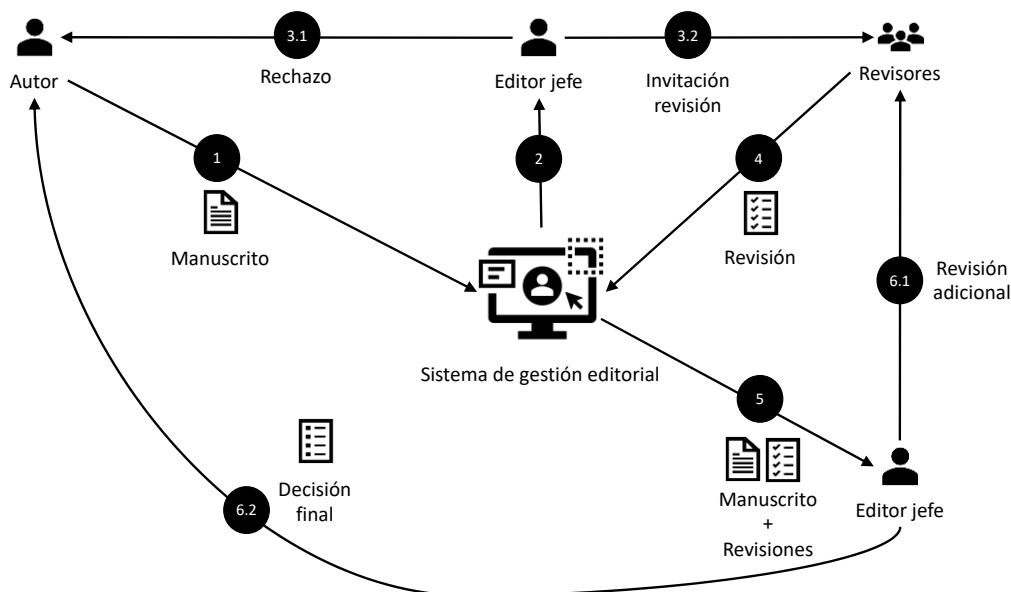 3.1
3.2
Rechazo
Invitación
revisión
Autor
Editor jefe
Revisores
1
2
4
Manuscrito
Revisión
6.1
Revisión
adicional
Sistema de gestión editorial
5
Decisión
final
6.2
Manuscrito
+
Revisiones
Editor jefe